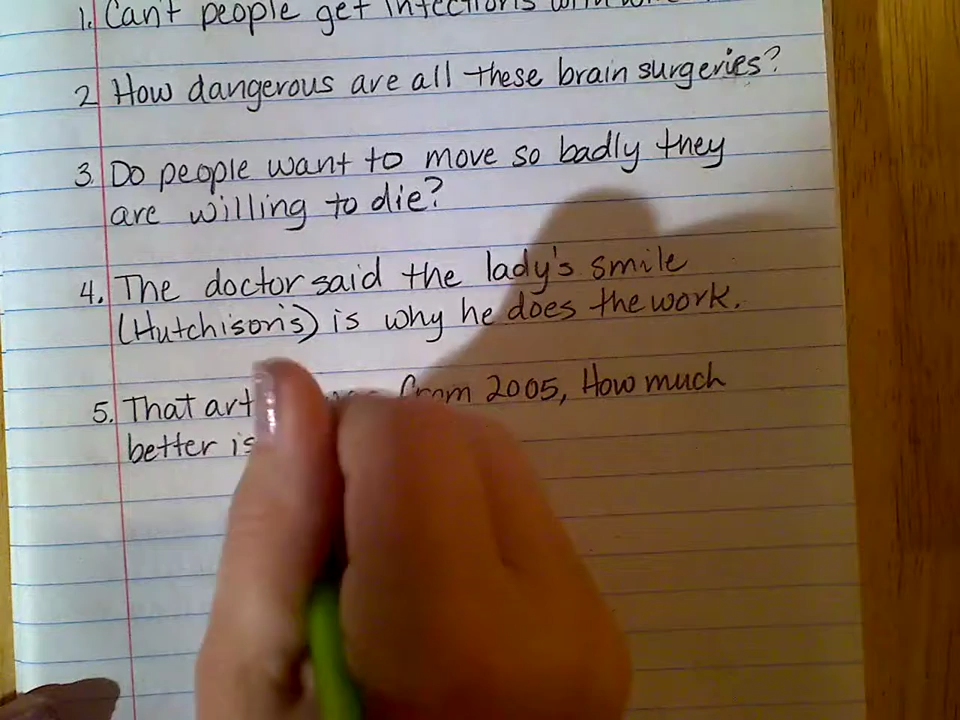 1. Can't people get infections with
2 How dangerous are all these brain surgeries?
3. Do people want to move so badly they
are willing to die?
4. The doctor said the lady's smile
(Hutchison's) is why he does the work.
5. That art from 2005, How much
better is